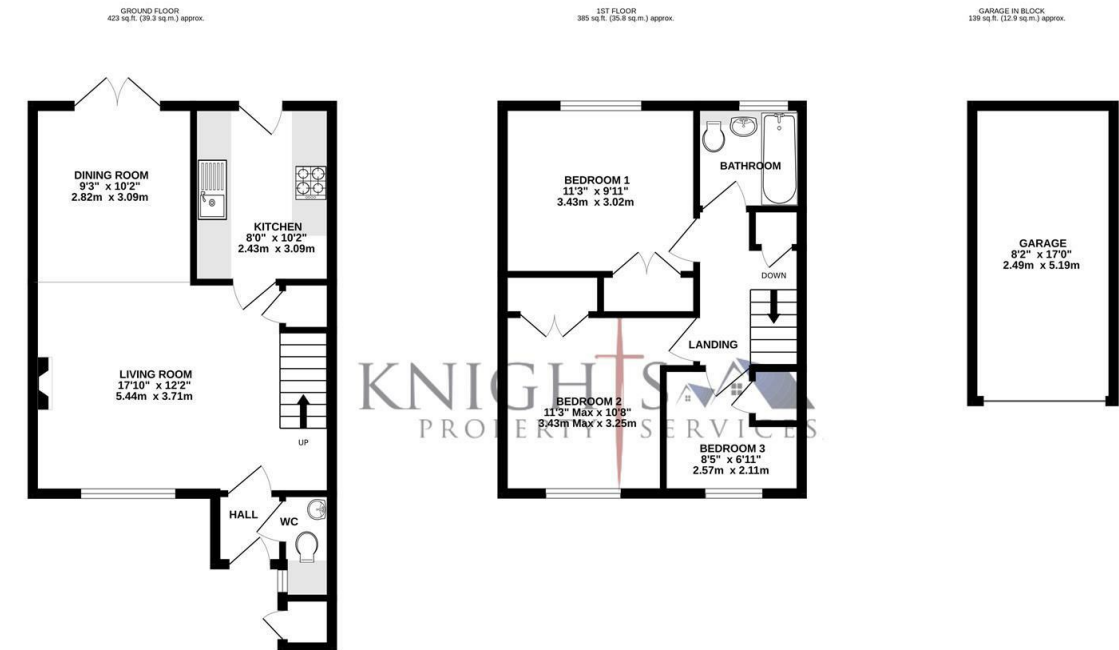 GROUND FLOOR
423 sq.ft. (39.3 sq.m.) approx.
1ST FLOOR
385 sq.ft. (35.8 sq.m.) approx.
GARAGE IN BLOCK
139 sq.ft. (12.9 sq.m.) approx.
DINING ROOM
9'3" x 10'2"
2.82m x 3.09m
KITCHEN
8'0" x 10'2"
2.43m x 3.09m
LIVING ROOM
17'10" x 12'2"
5.44m x 3.71m
UP
HALL
WC
BEDROOM 1
11'3" x 9'11"
3.43m x 3.02m
BATHROOM
DOWN
LANDING
BEDROOM 2
11'3" Max x 10'8"
3.43m Max x 3.25m
BEDROOM 3
8'5" x 6'11"
2.57m x 2.11m
GARAGE
8'2" x 17'0"
2.49m x 5.19m
KNIGHTS
PROPERTY SERVICES